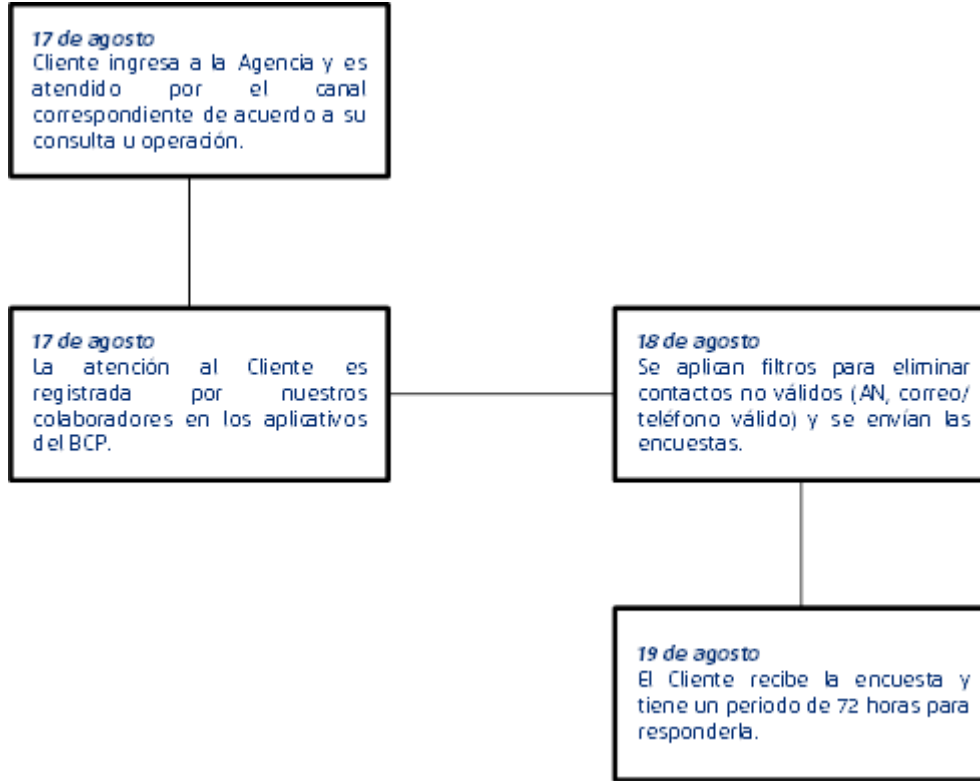 17 de agosto
Cliente ingresa a la Agencia y es
atendido por el canal
correspondiente de acuerdo a su
consulta u operación.
17 de agosto
La atención al Cliente es
registrada por nuestros
colaboradores en los aplicativos
del BCP.
18 de agosto
Se aplican filtros para eliminar
contactos no válidos (AN, correo/
teléfono válido) y se envían las
encuestas.
19 de agosto
El Cliente recibe la encuesta y
tiene un periodo de 72 horas para
responderla.